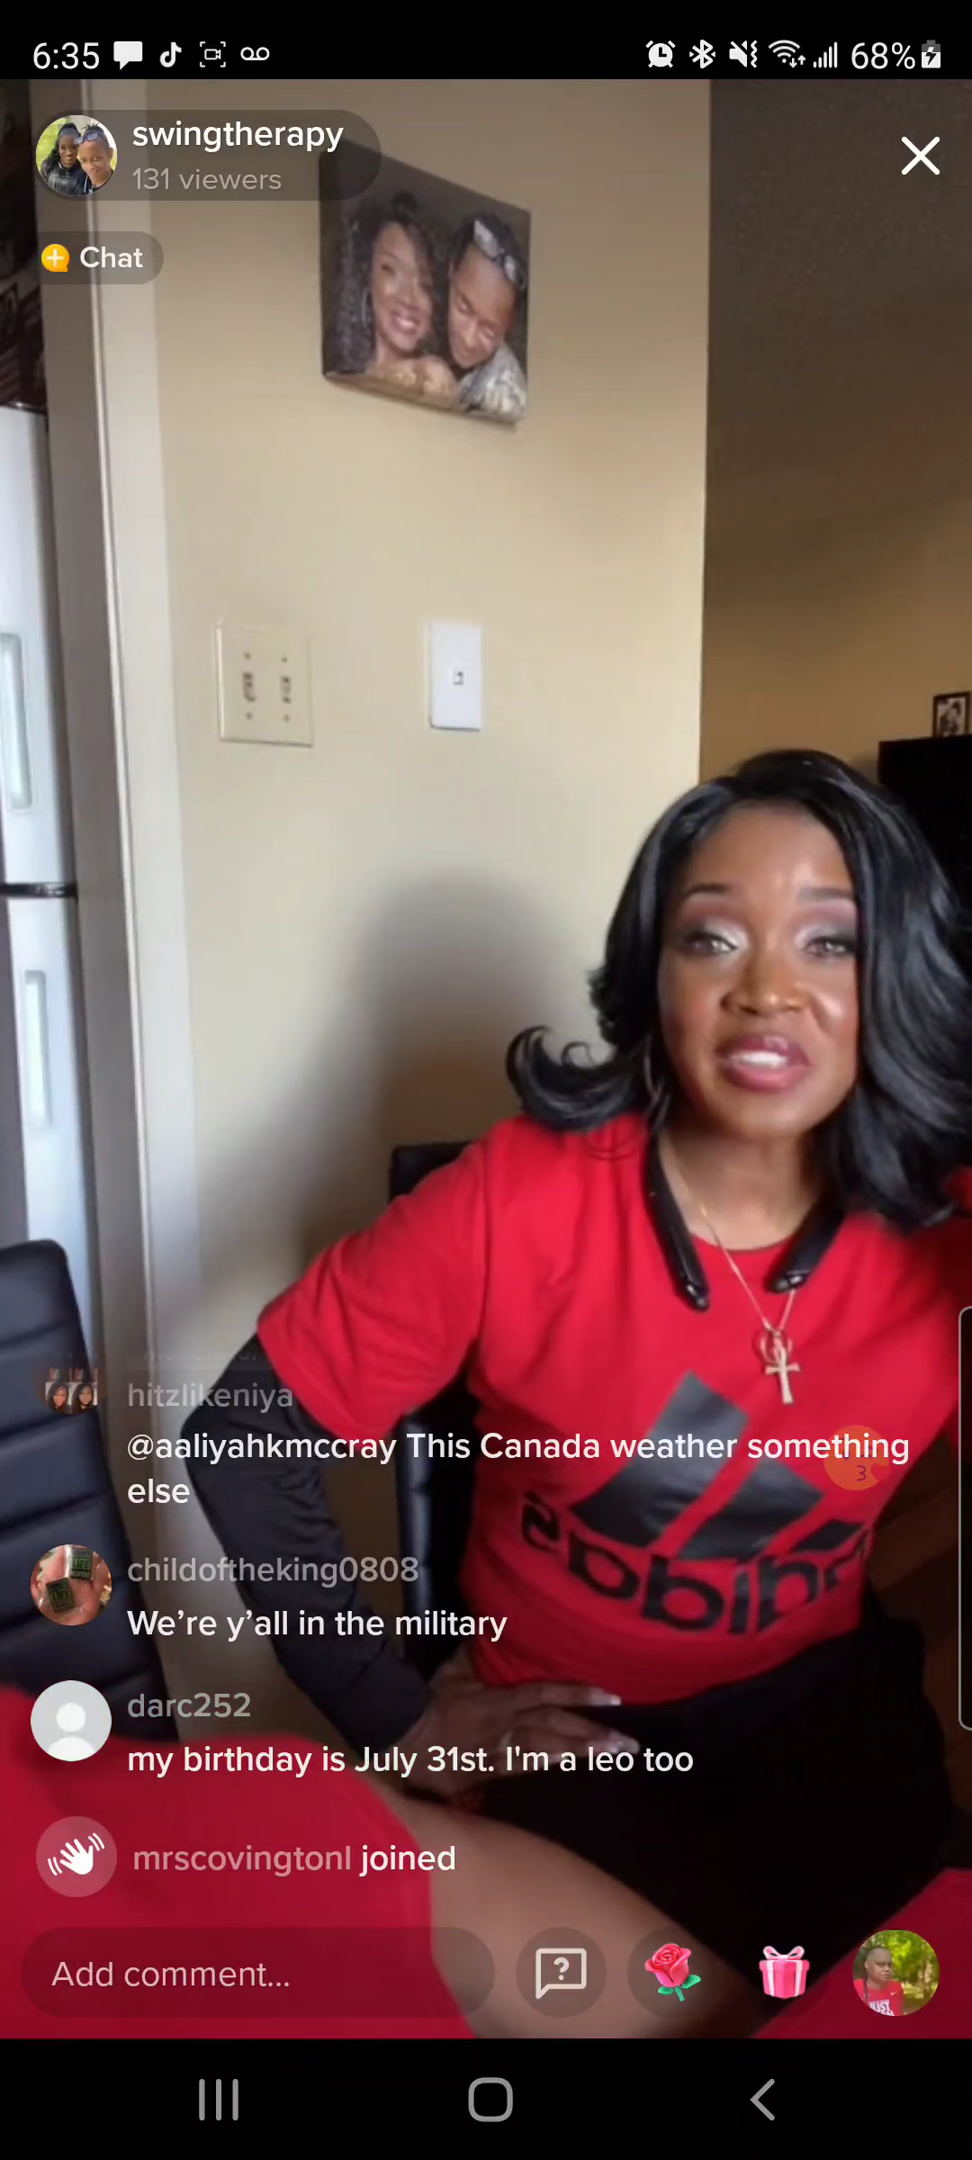 6:35
68%
swingtherapy
131 viewers
Chat
hitzlikeniya
@aaliyahkmccray This Canada weather something
else
adidas
childoftheking0808
We're y'all in the military
darc252
my birthday is July 31st. I'm a leo too
mrscovingtonl joined
Add comment...